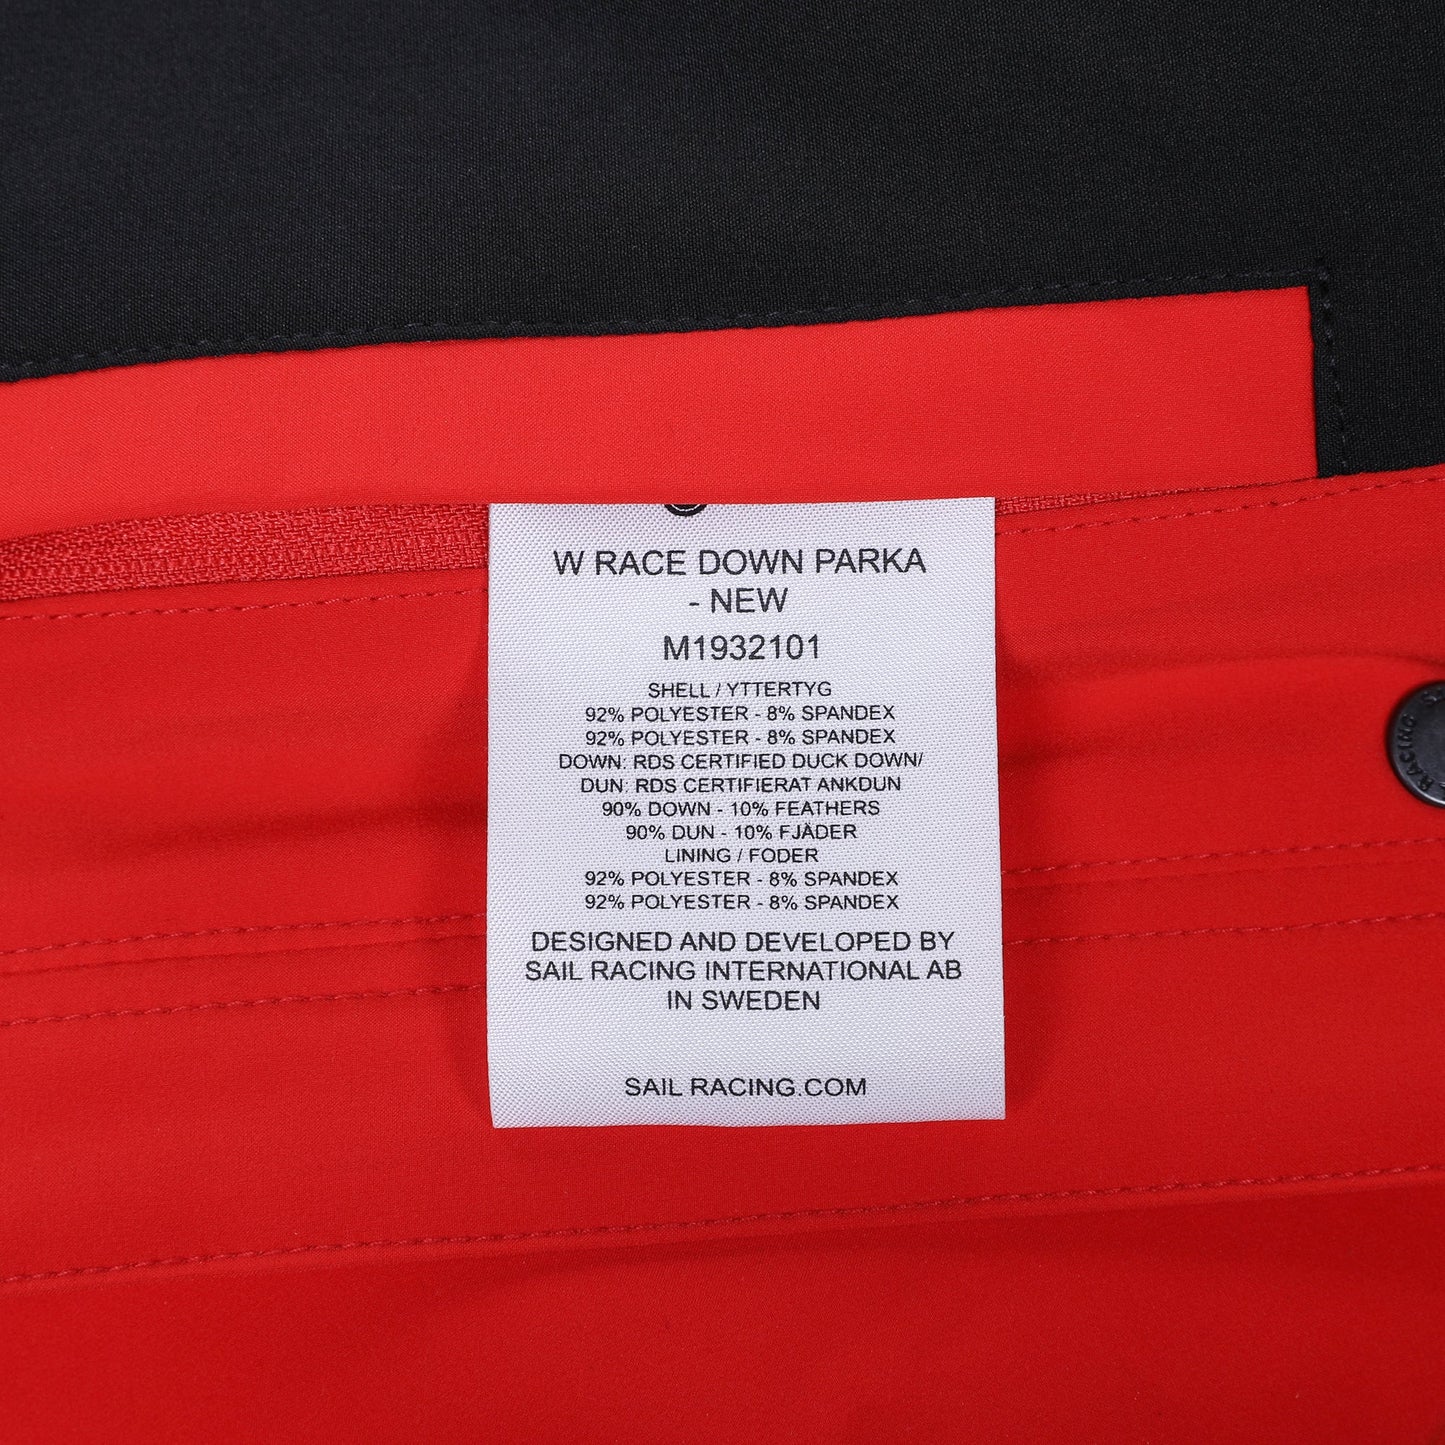 W RACE DOWN PARKA
- NEW
M1932101
SHELL / YTTERTYG
92% POLYESTER - 8% SPANDEX
92% POLYESTER - 8% SPANDEX
DOWN: RDS CERTIFIED DUCK DOWN/
DUN: RDS CERTIFIERAT ANKDUN
90% DOWN - 10% FEATHERS
90% DUN - 10% FJÄDER
LINING / FODER
92% POLYESTER - 8% SPANDEX
92% POLYESTER - 8% SPANDEX
DESIGNED AND DEVELOPED BY
SAIL RACING INTERNATIONAL AB
IN SWEDEN
SAIL RACING.COM
RACING